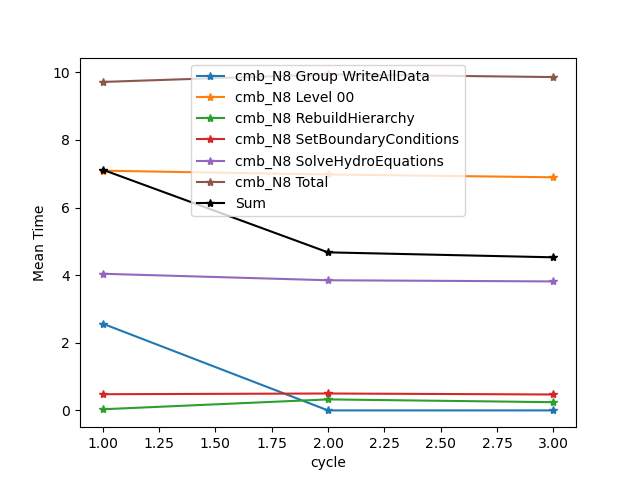 10
8
6
4
2
0
Mean Time
cmb_N8 Group WriteAllData
cmb_N8 Level 00
cmb_N8 RebuildHierarchy
cmb_N8 SetBoundaryConditions
cmb_N8 SolveHydroEquations
cmb_N8 Total
Sum
1.00 1.25 1.50 1.75 2.00 2.25 2.50 2.75 3.00
cycle